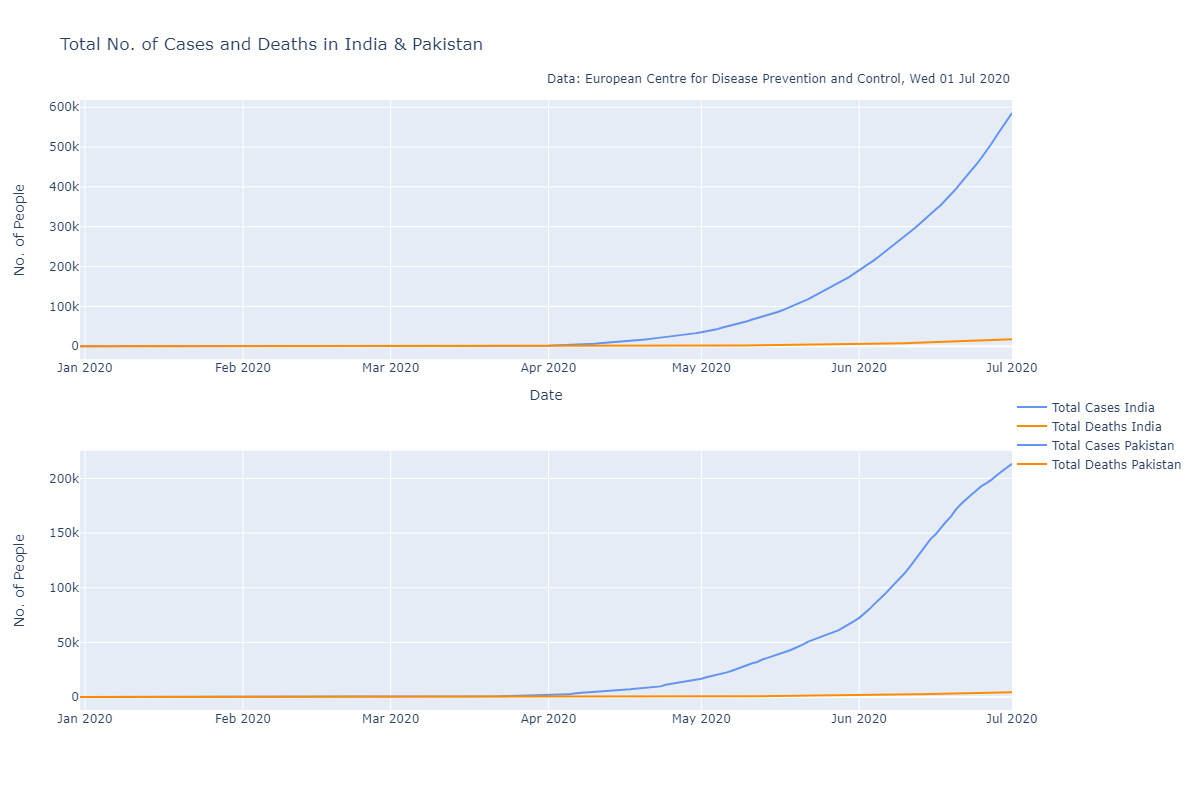 Total No. of Cases and Deaths in India & Pakistan
Data: European Centre for Disease Prevention and Control, Wed 01 Jul 2020
No. of People
600k
500k
400k
300k
200k
100k
0
Jan 2020 Feb 2020 Mar 2020 Apr 2020 May 2020 Jun 2020 Jul 2020
Date
Total Cases India
Total Deaths India
Total Cases Pakistan
Total Deaths Pakistan
No. of People
200k
150k
100k
50k
0
Jan 2020 Feb 2020 Mar 2020 Apr 2020 May 2020 Jun 2020 Jul 2020